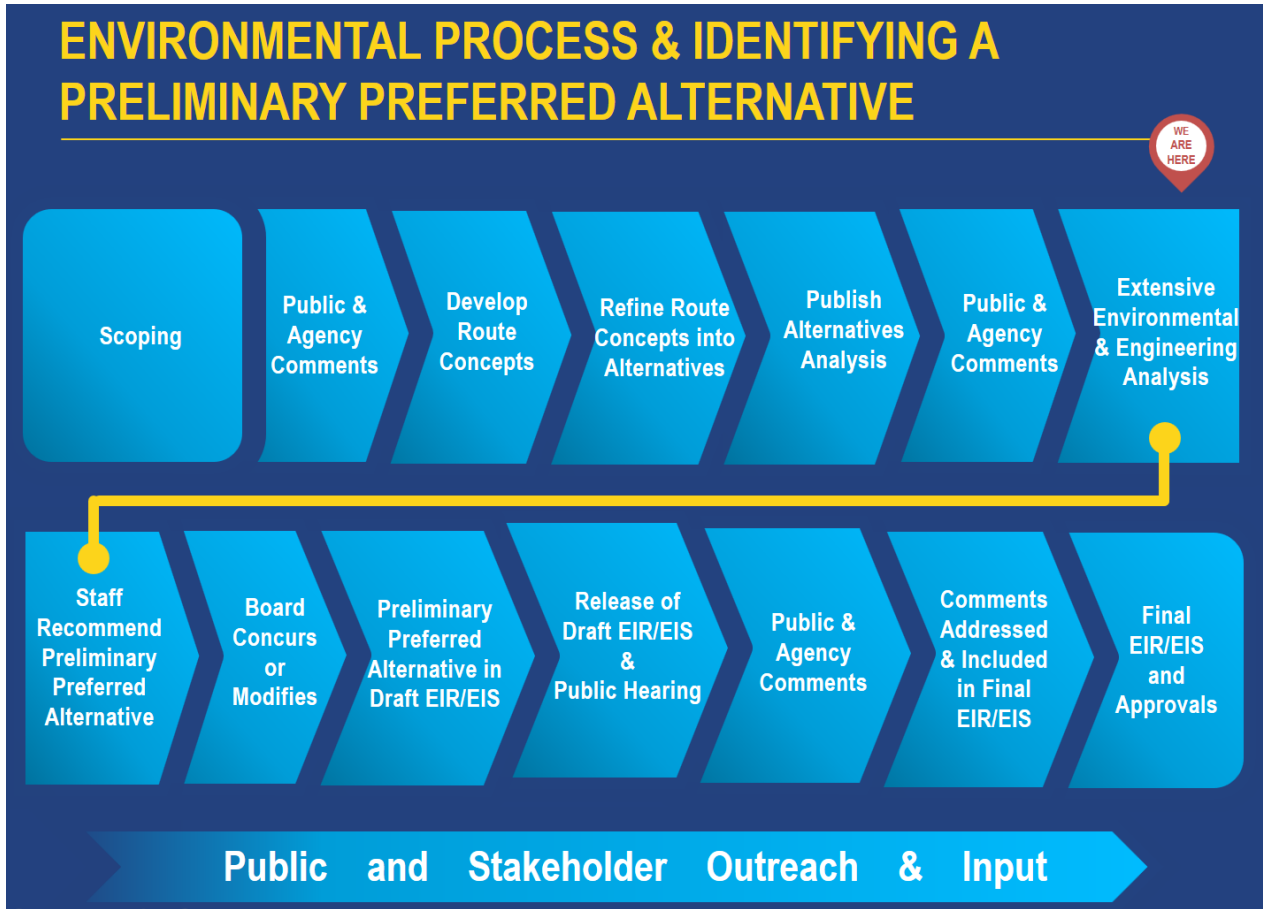 ENVIRONMENTAL PROCESS & IDENTIFYING A
PRELIMINARY PREFERRED ALTERNATIVE
WE
ARE
HERE
Scoping
Public &
Agency
Comments
Develop
Route
Concepts
Refine Route
Concepts into
Alternatives
Publish
Alternatives
Analysis
Public &
Agency
Comments
Extensive
Environmental
& Engineering
Analysis
Staff
Recommend
Preliminary
Preferred
Alternative
Board
Concurs
or
Modifies
Preliminary
Preferred
Alternative in
Draft EIR/EIS
Release of
Draft EIR/EIS
&
Public Hearing
Public &
Agency
Comments
Comments
Addressed
& Included
in Final
EIR/EIS
Final
EIR/EIS
and
Approvals
Public and Stakeholder Outreach & Input